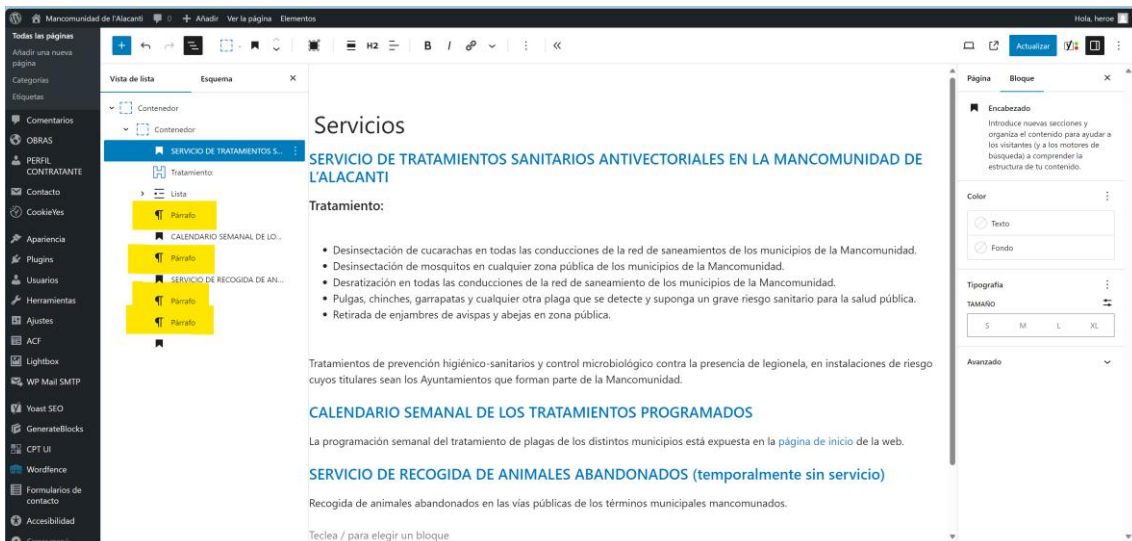 Mancomunidad de l'Alacanti 0 Añadir Ver la página Elementos Hola, heroe
Todas las páginas
Añadir una nueva
página
Categorías
Etiquetas
Comentarios
OBRAS
PERFIL
CONTRATANTE
Contacto
CookieYes
Apariencia
Plugins
Usuarios
Herramientas
Ajustes
ACF
Lightbox
WP Mail SMTP
Yoast SEO
GenerateBlocks
CPT UI
Wordfence
Formularios de
contacto
Accesibilidad
H2 B I Actualizar
Vista de lista Esquema
Contenedor
Contenedor
SERVICIO DE TRATAMIENTOS S...
Tratamiento:
Lista
Párrafo
CALENDARIO SEMANAL DE LO...
Párrafo
SERVICIO DE RECOGIDA DE AN...
Párrafo
Párrafo
Servicios
SERVICIO DE TRATAMIENTOS SANITARIOS ANTIVECTORIALES EN LA MANCOMUNIDAD DE
L'ALACANTI
Tratamiento:
Desinsectación de cucarachas en todas las conducciones de la red de saneamientos de los municipios de la Mancomunidad.
Desinsectación de mosquitos en cualquier zona pública de los municipios de la Mancomunidad.
Desratización en todas las conducciones de la red de saneamiento de los municipios de la Mancomunidad.
Pulgas, chinches, garrapatas y cualquier otra plaga que se detecte y suponga un grave riesgo sanitario para la salud pública.
Retirada de enjambres de avispas y abejas en zona pública.
Tratamientos de prevención higiénico-sanitarios y control microbiológico contra la presencia de legionela, en instalaciones de riesgo
cuyos titulares sean los Ayuntamientos que forman parte de la Mancomunidad.
CALENDARIO SEMANAL DE LOS TRATAMIENTOS PROGRAMADOS
La programación semanal del tratamiento de plagas de los distintos municipios está expuesta en la página de inicio de la web.
SERVICIO DE RECOGIDA DE ANIMALES ABANDONADOS (temporalmente sin servicio)
Recogida de animales abandonados en las vías públicas de los términos municipales mancomunados.
Teclea / para elegir un bloque
Página Bloque
Encabezado
Introduce nuevas secciones y
organiza el contenido para ayudar a
los visitantes (y a los motores de
búsqueda) a comprender la
estructura de tu contenido.
Color
Texto
Fondo
Tipografía
TAMAÑO
S M L XL
Avanzado